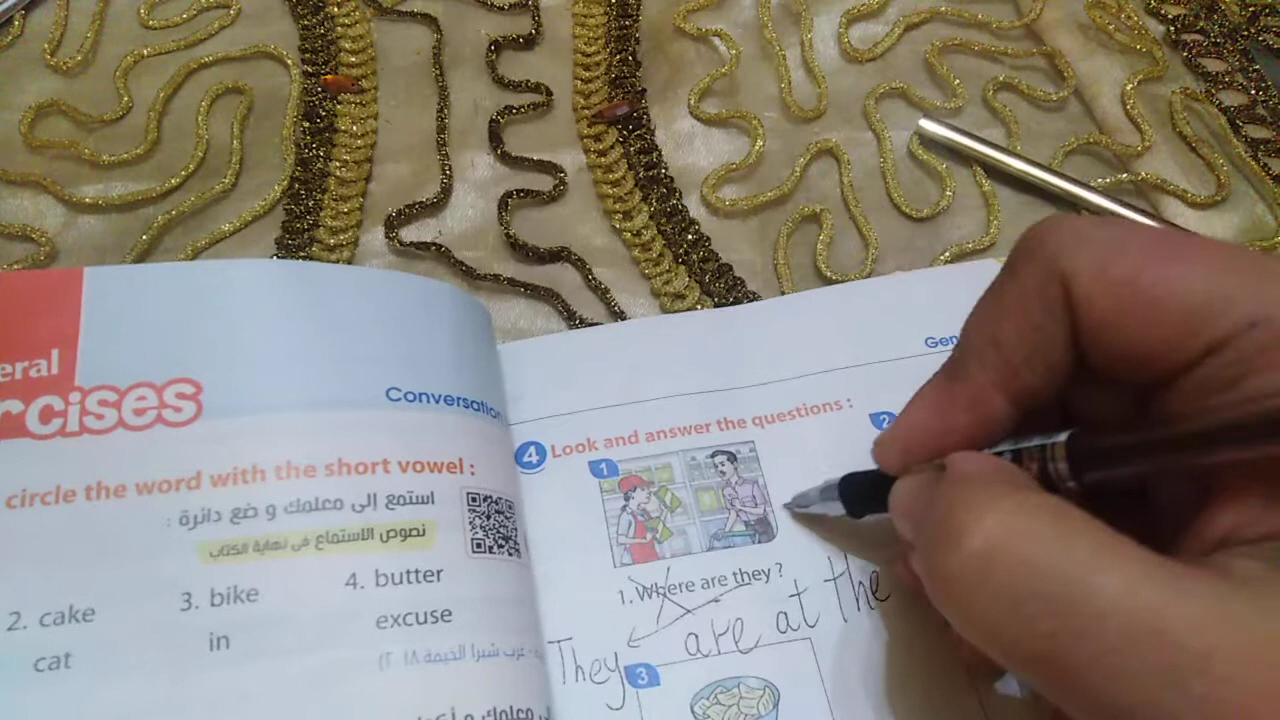 eral
rcises
Conversation
circle the word with the short vowel :
استمع إلى معلمك و ضع دائرة :
نصوص الاستماع فى نهاية الكتاب
2. cake
3. bike
4. butter
cat
in
excuse
Gen
4 Look and answer the questions :
1
2
1. Where are they ?
They are at the
3